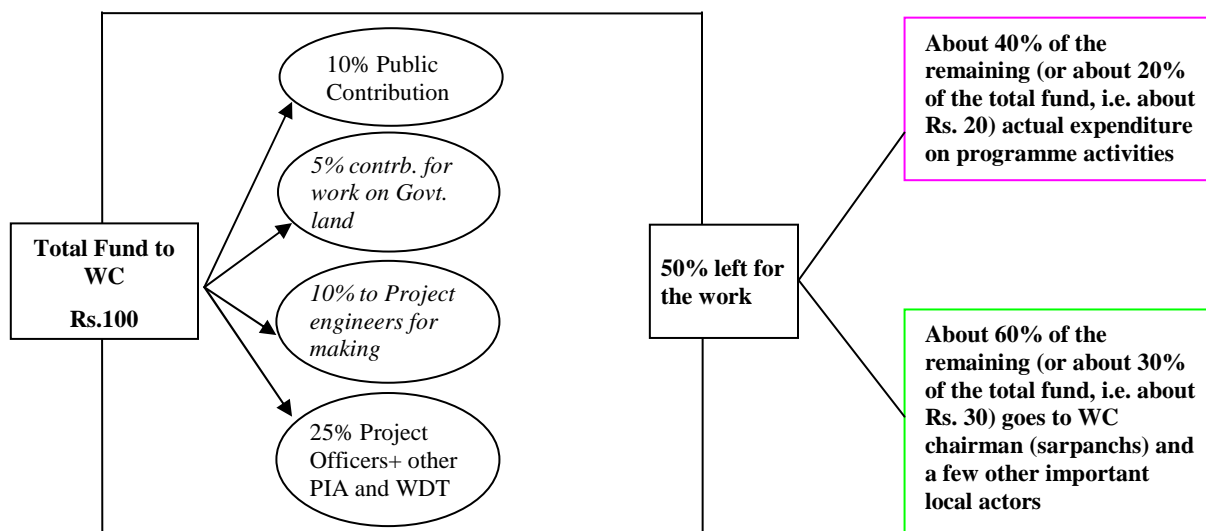 Total Fund to
WC
Rs.100
10% Public
Contribution
5% contrb. for
work on Govt.
land
10% to Project
engineers for
making
25% Project
Officers+ other
PIA and WDT
50% left for
the work
About 40% of the
remaining (or about 20%
of the total fund, i.e. about
Rs. 20) actual expenditure
on programme activities
About 60% of the
remaining (or about 30%
of the total fund, i.e. about
Rs. 30) goes to WC
chairman (sarpanchs) and
a few other important
local actors